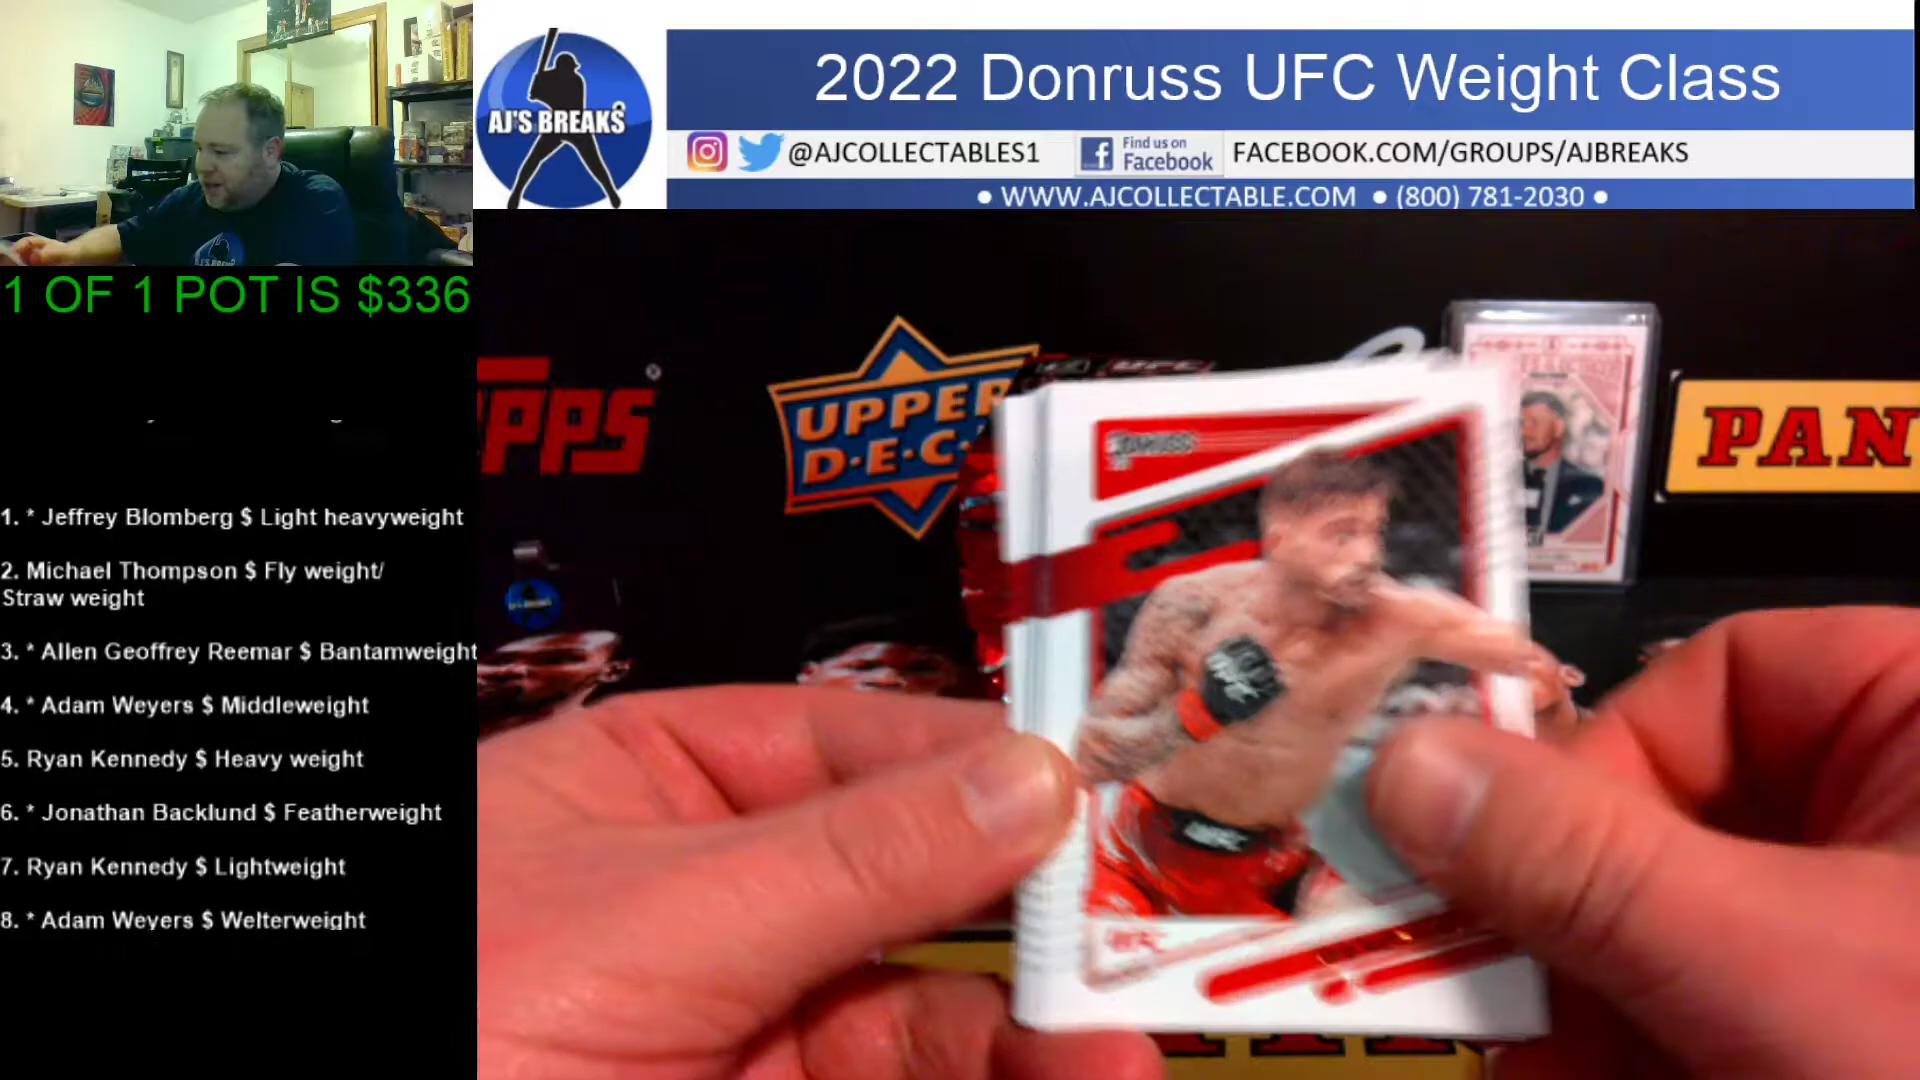 2022 Donruss UFC Weight Class
AJ'S BREAKS
@AJCOLLECTABLES1
Find us on
Facebook
FACEBOOK.COM/GROUPS/AJBREAKS
● WWW.AJCOLLECTABLE.COM ● (800) 781-2030 ●
1 OF 1 POT IS $336
1. * Jeffrey Blomberg $ Light heavyweight
2. Michael Thompson $ Fly weight/
Straw weight
3. * Allen Geoffrey Reemar $ Bantamweight
4. * Adam Weyers $ Middleweight
5. Ryan Kennedy $ Heavy weight
6. * Jonathan Backlund $ Featherweight
7. Ryan Kennedy $ Lightweight
8. * Adam Weyers $ Welterweight
UPPER
D·E·C
PPS
PAN
DONRUSS
UFC